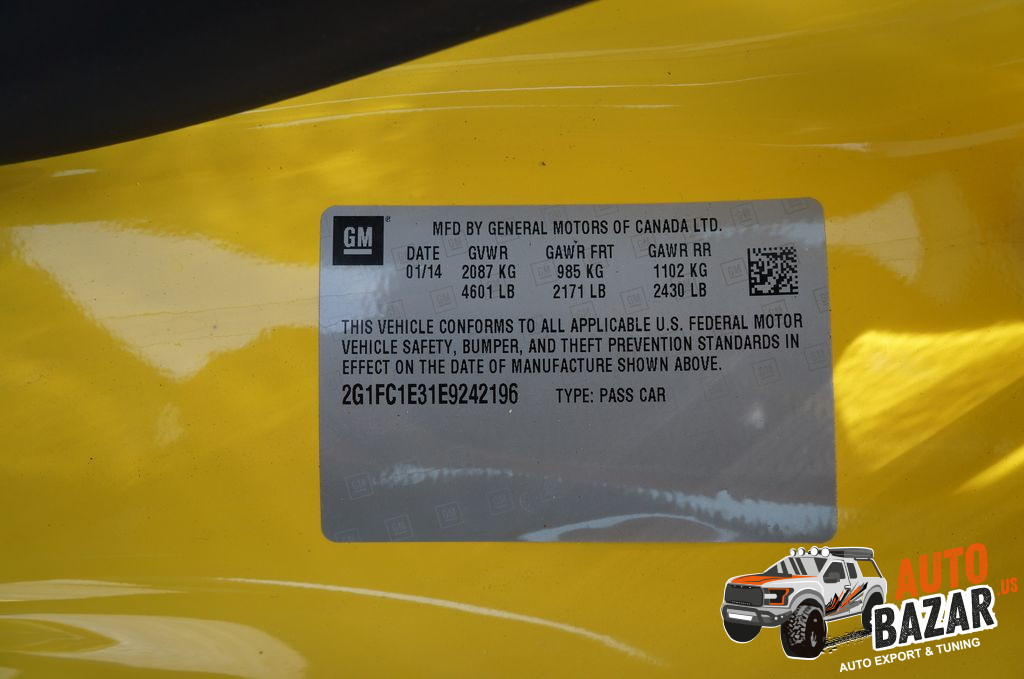 GM
MFD BY GENERAL MOTORS OF CANADA LTD.
DATE GVWR GAWR FRT GAWR RR
01/14 2087 KG 985 KG 1102 KG
4601 LB 2171 LB 2430 LB
THIS VEHICLE CONFORMS TO ALL APPLICABLE U.S. FEDERAL MOTOR
VEHICLE SAFETY, BUMPER, AND THEFT PREVENTION STANDARDS IN
EFFECT ON THE DATE OF MANUFACTURE SHOWN ABOVE.
2G1FC1E31E9242196 TYPE: PASS CAR
AUTO
BAZAR.US
AUTO EXPORT & TUNING